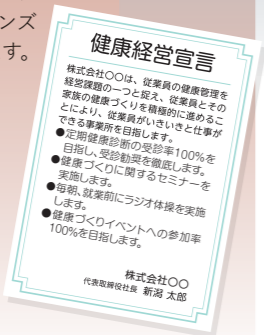 ンズ
す。
健康経営宣言
株式会社〇〇は、従業員の健康管理を
経営課題の一つと捉え、従業員とその
家族の健康づくりを積極的に進めるこ
とにより、従業員がいきいきと仕事が
できる事業所を目指します。
●定期健康診断の受診率100%を
目指し、受診勧奨を徹底します。
●健康づくりに関するセミナーを
実施します。
●毎朝、就業前にラジオ体操を実施
します。
●健康づくりイベントへの参加率
100%を目指します。
株式会社〇〇
代表取締役社長 新潟 太郎